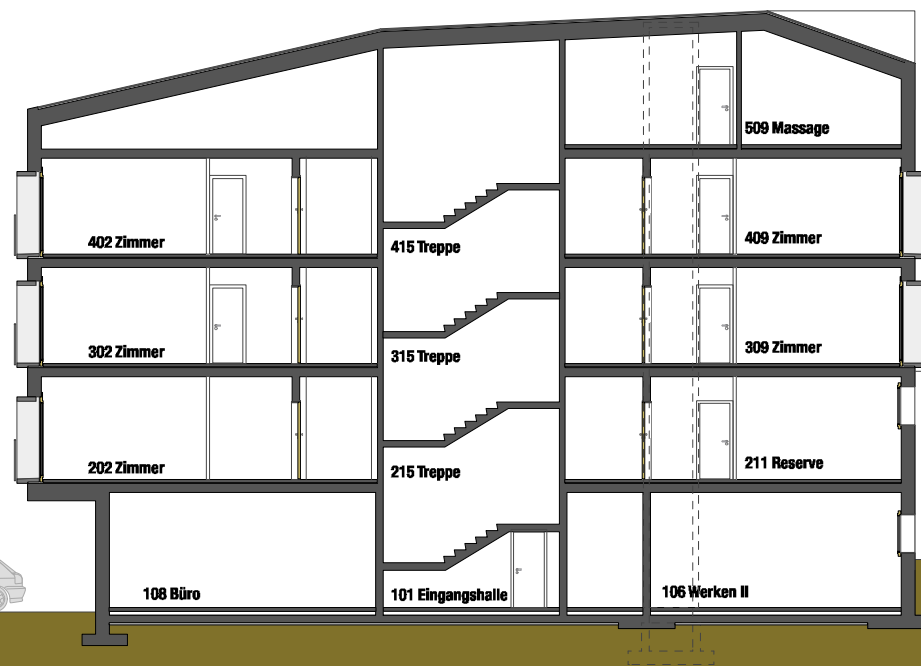 509 Massage
402 Zimmer
415 Treppe
409 Zimmer
302 Zimmer
315 Treppe
309 Zimmer
202 Zimmer
215 Treppe
211 Reserve
108 Büro
101 Eingangshalle
106 Werken II